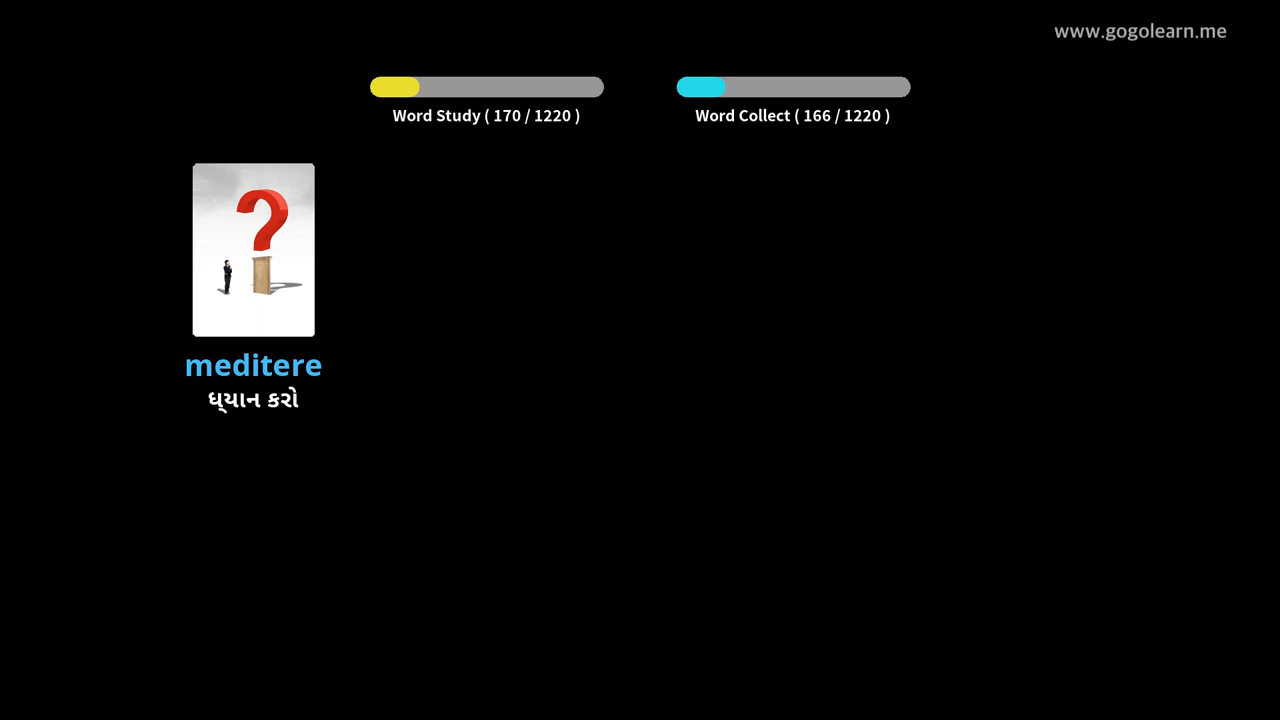 www.gogolearn.me
Word Study ( 170 / 1220 )
Word Collect ( 166 / 1220 )
meditere
ધ્યાન કરો